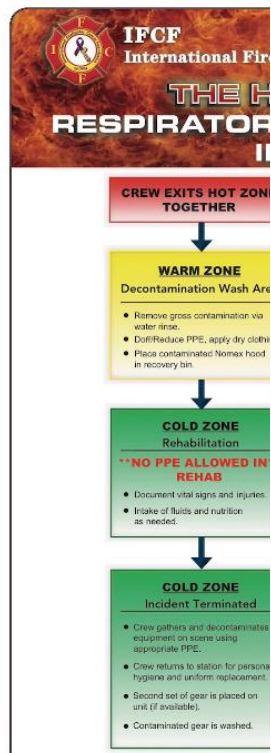 F
I C
F
IFCF
International Fire
THE H
RESPIRATOR
I
CREW EXITS HOT ZONE
TOGETHER
WARM ZONE
Decontamination Wash Are
• Remove gross contamination via
water rinse.
• Doff/Reduce PPE, apply dry clothin
• Place contaminated Nomex hood
in recovery bin.
COLD ZONE
Rehabilitation
**NO PPE ALLOWED IN*
REHAB
• Document vital signs and injuries.
• Intake of fluids and nutrition
as needed.
COLD ZONE
Incident Terminated
• Crew gathers and decontaminates
equipment on scene using
appropriate PPE.
• Crew returns to station for persona
hygiene and uniform replacement.
• Second set of gear is placed on
unit (if available).
• Contaminated gear is washed.